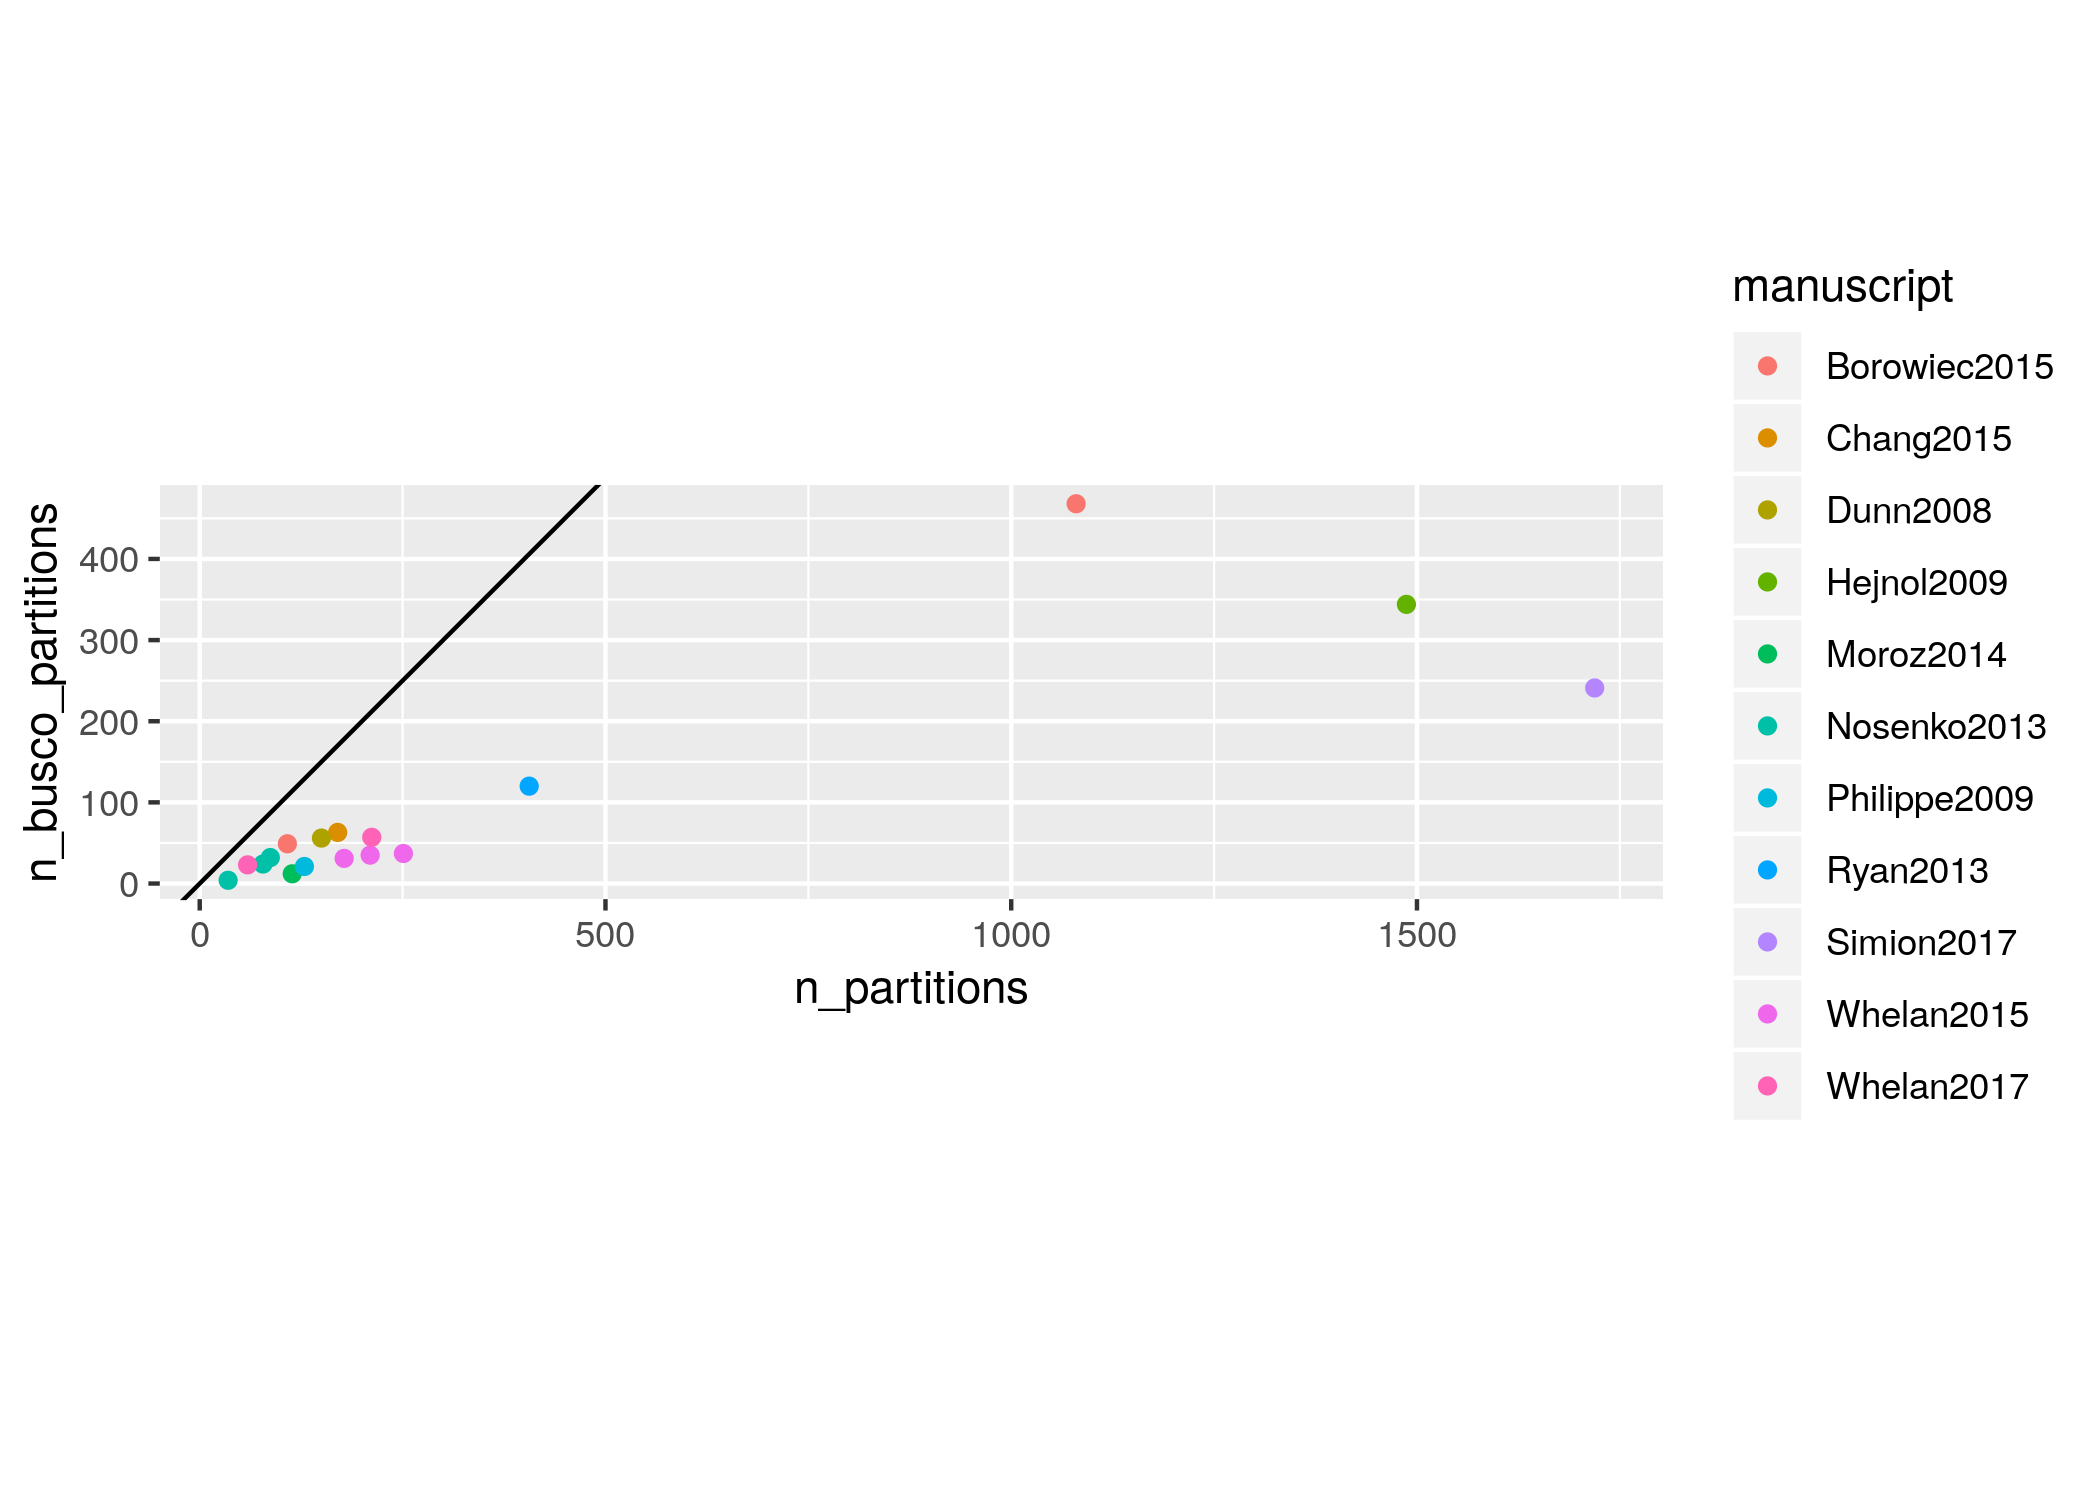 manuscript
Borowiec2015
Chang2015
Dunn2008
Hejnol2009
Moroz2014
Nosenko2013
Philippe2009
Ryan2013
Simion2017
Whelan2015
Whelan2017
n_busco_partitions
400
300
200
100
0
0 500 1000 1500
n_partitions